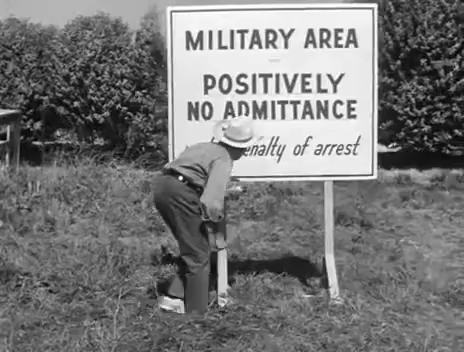 MILITARY AREA
POSITIVELY
NO ADMITTANCE
enalty of arrest